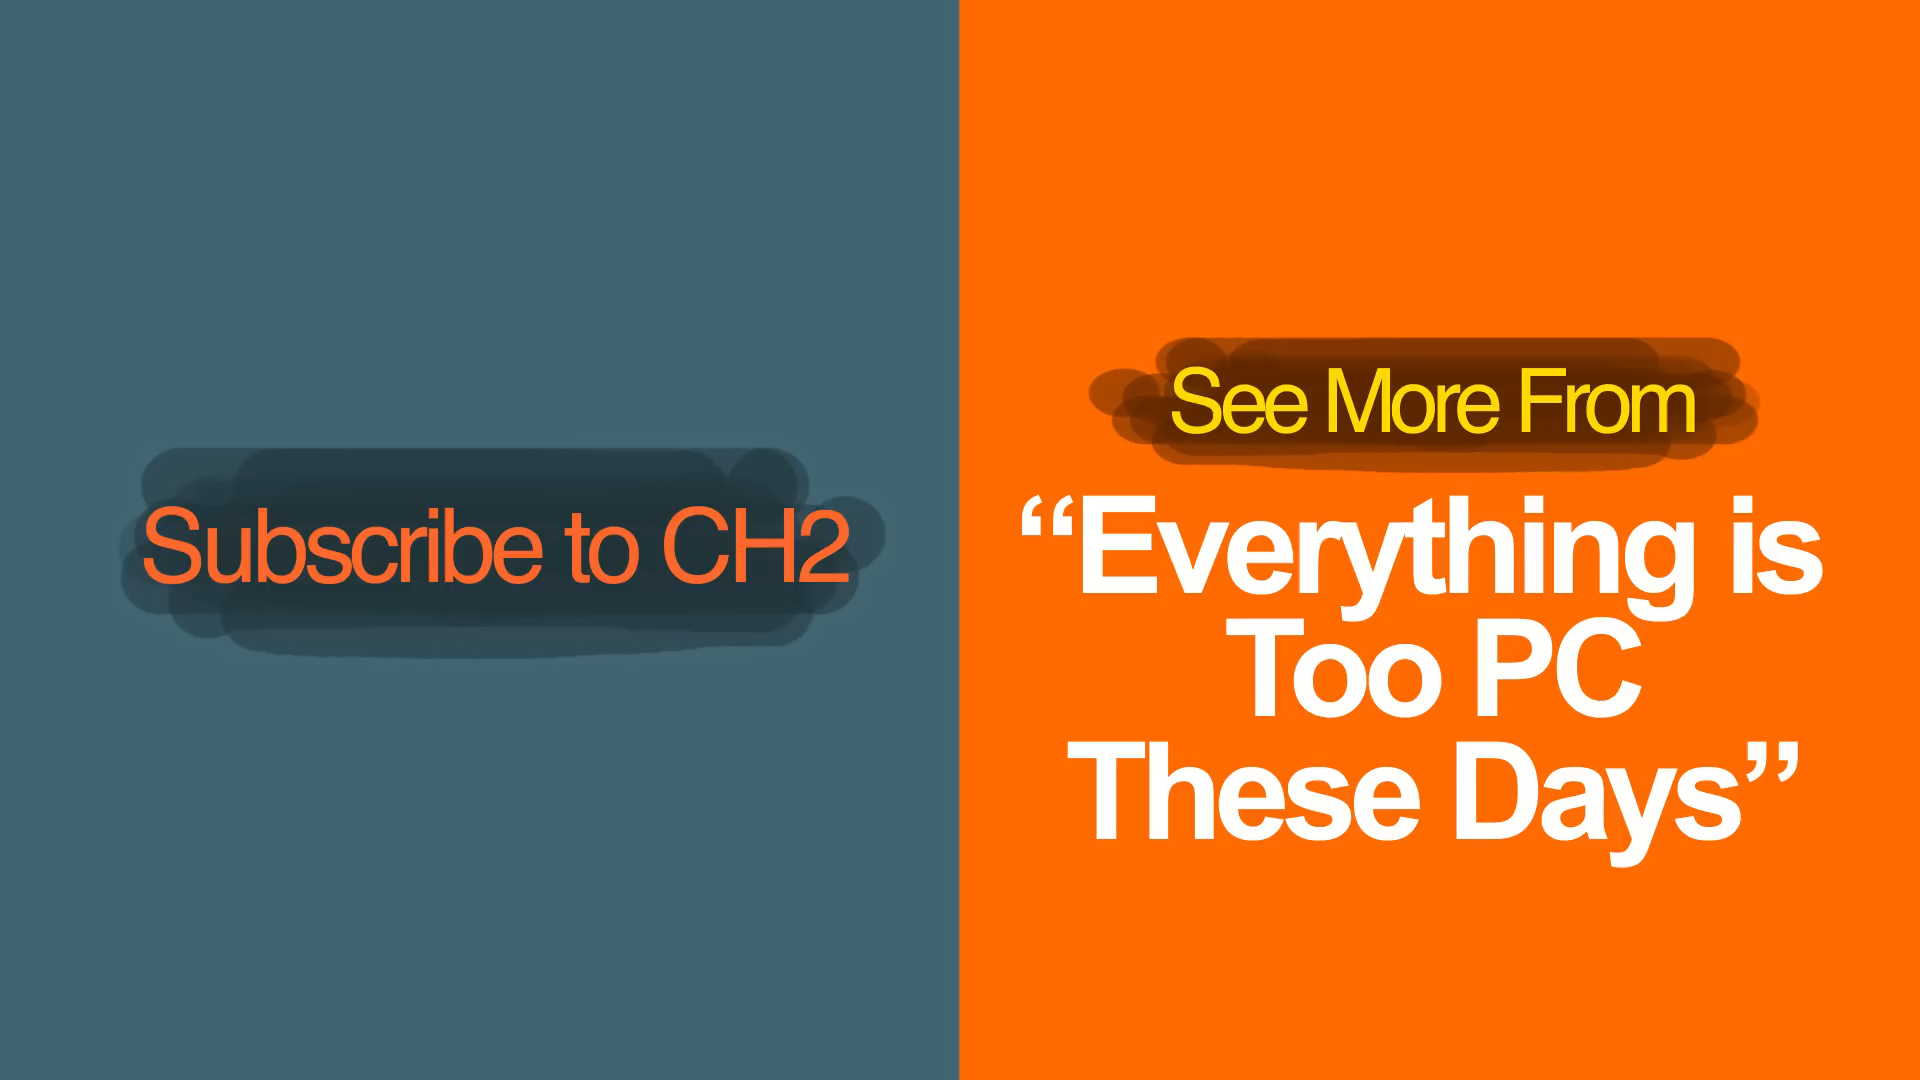 Subscribe to CH2
See More From
“Everything is
Too PC
These Days”